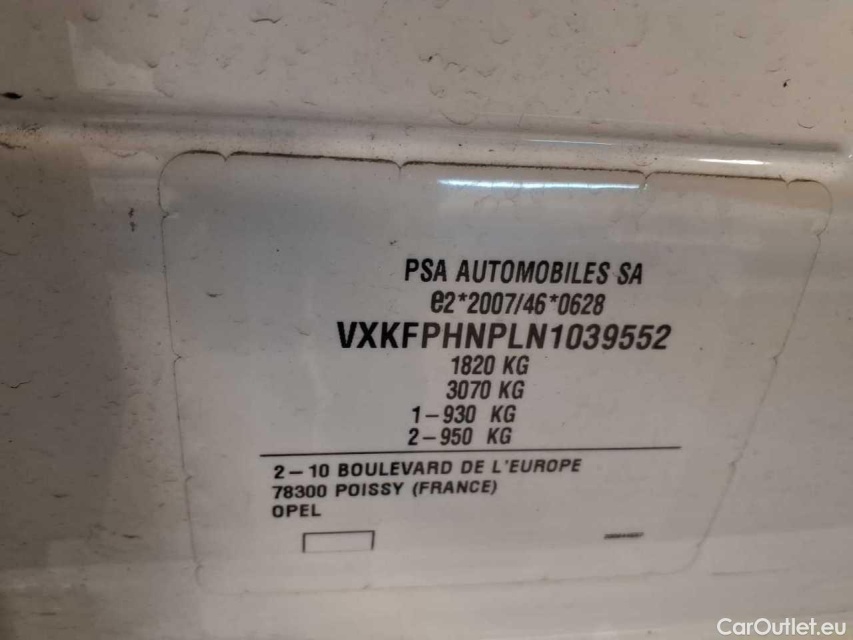 PSA AUTOMOBILES SA
e2*2007/46*0628
VXKFPHNPLN1039552
1820 KG
3070 KG
1-930 KG
2-950 KG
2-10 BOULEVARD DE L'EUROPE
78300 POISSY (FRANCE)
OPEL
CarOutlet.eu